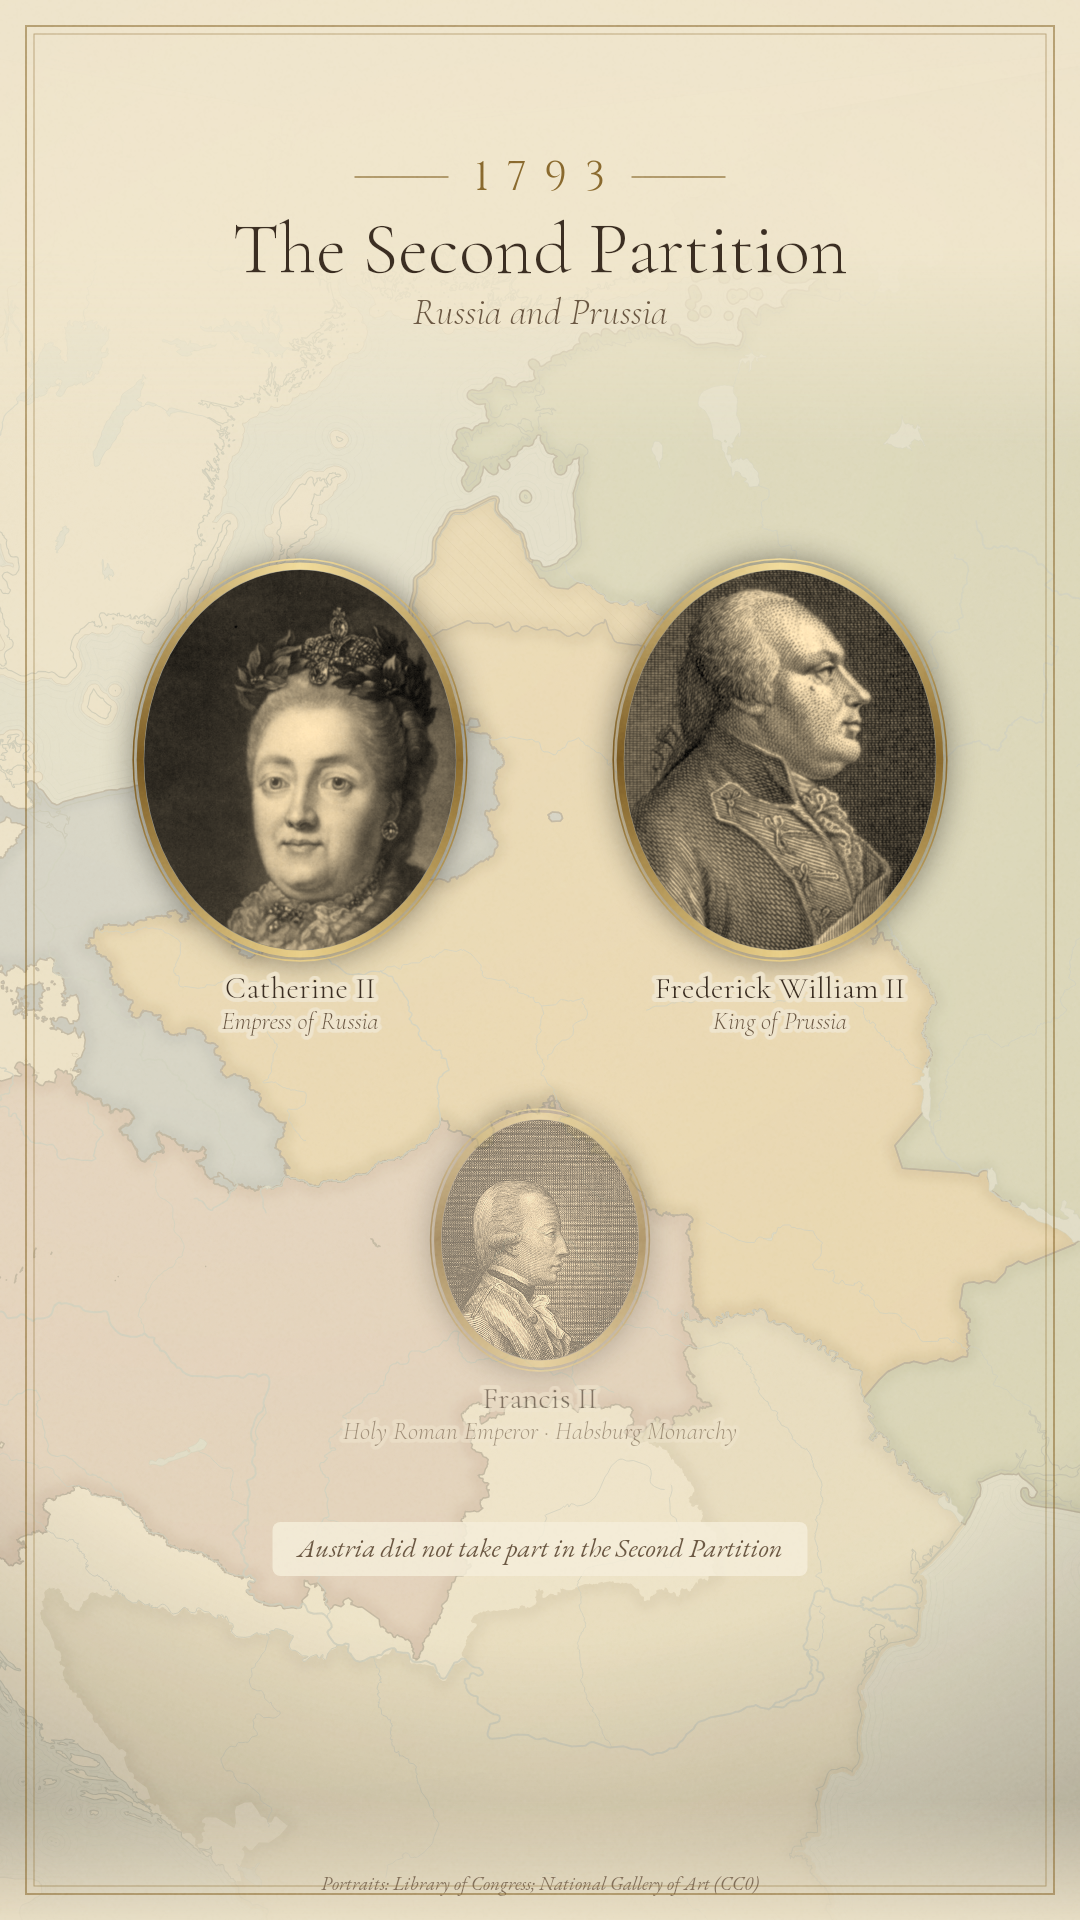 1793
The Second Partition
Russia and Prussia
Catherine II
Empress of Russia
Frederick William II
King of Prussia
Francis II
Holy Roman Emperor · Habsburg Monarchy
Austria did not take part in the Second Partition
Portraits: Library of Congress; National Gallery of Art (CC0)